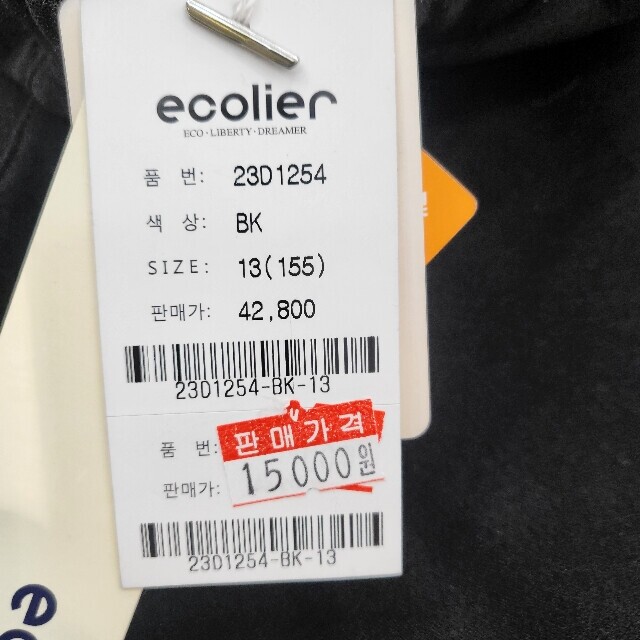 ecolier
ECO·LIBERTY·DREAMER
품 번: 23D1254
색 상: BK
SIZE: 13(155)
판매가: 42,800
23D1254-BK-13
품 번:
판매가격
판매가: 15000원
23D1254-BK-13